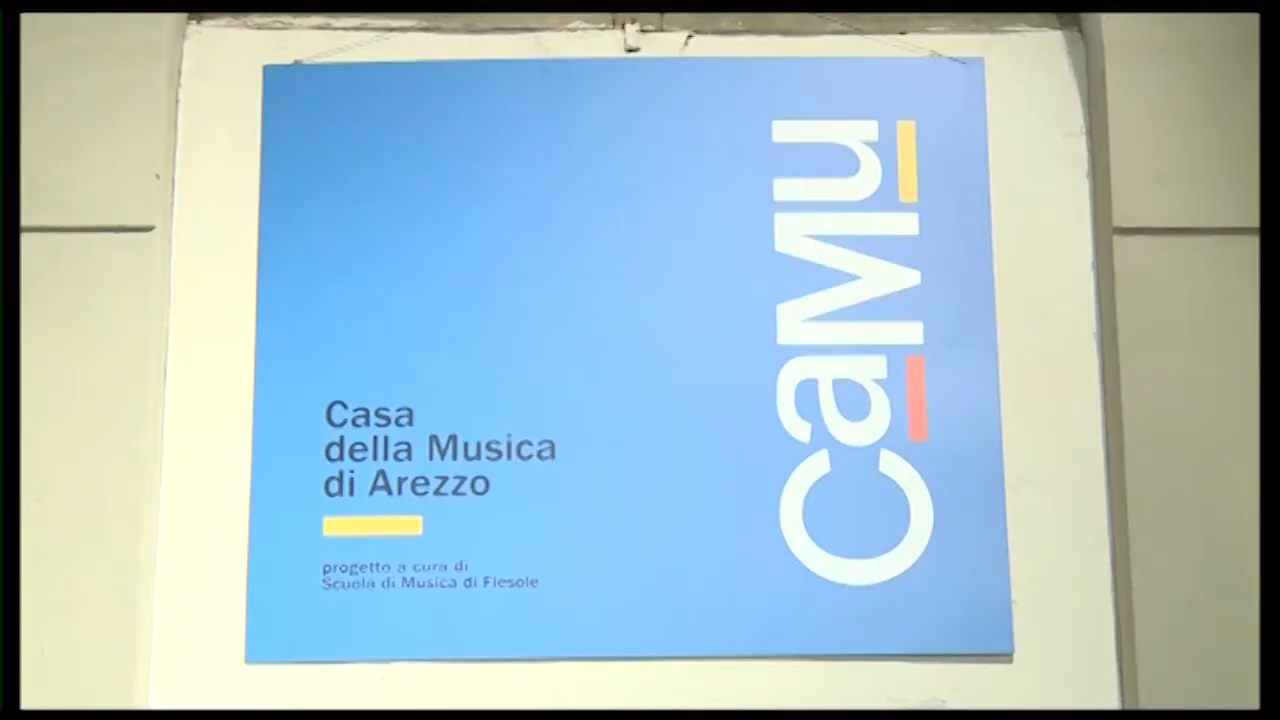 Casa
della Musica
di Arezzo
progetto a cura di
Scuola di Musica di Fiesole
CaMu